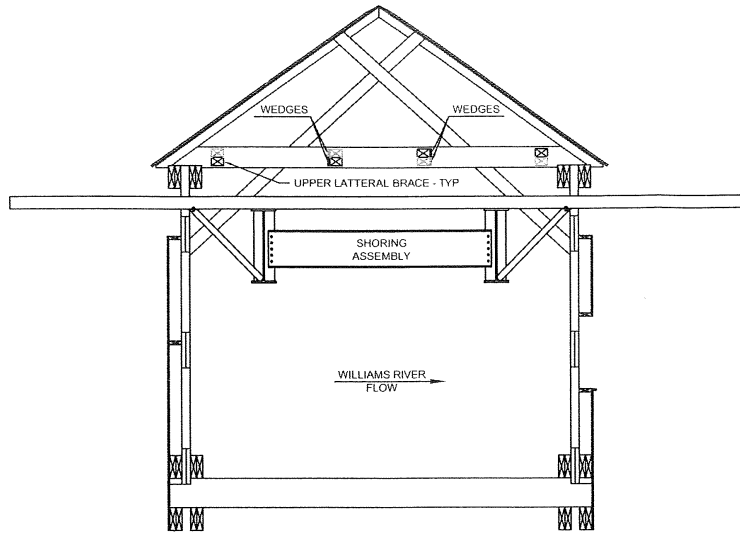 WEDGES
WEDGES
UPPER LATTERAL BRACE - TYP
SHORING
ASSEMBLY
WILLIAMS RIVER
FLOW